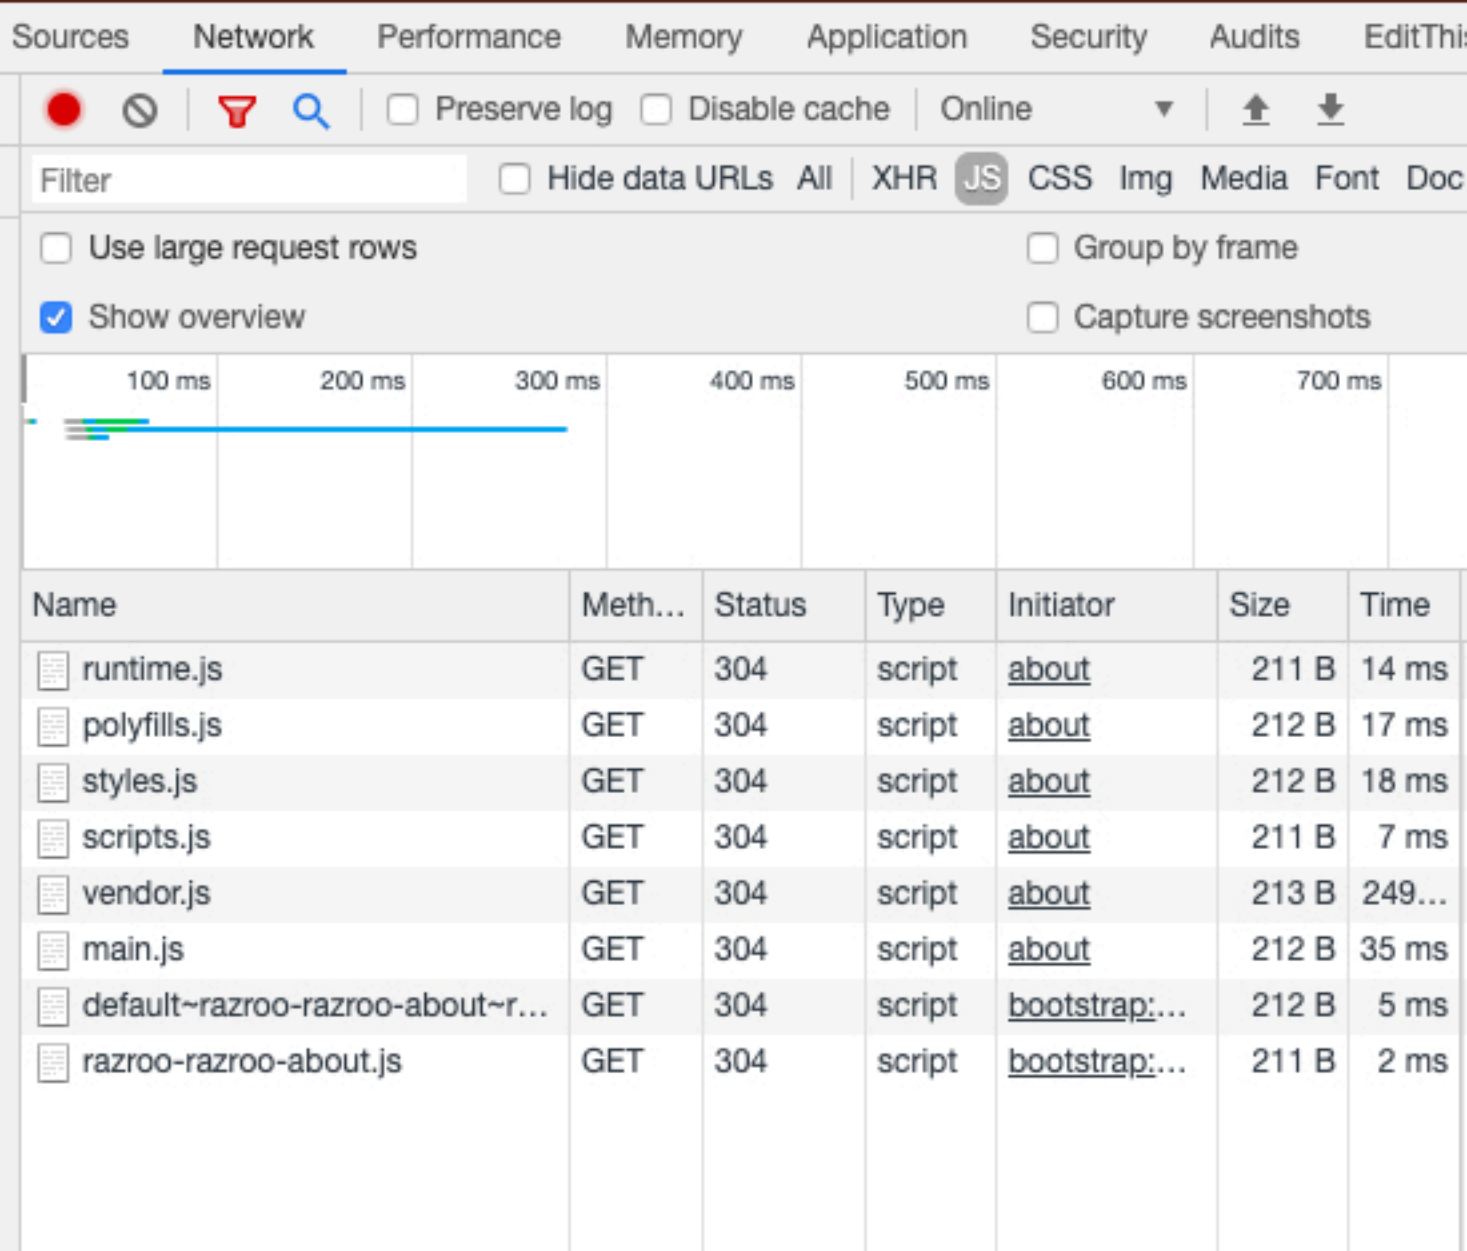 Sources Network Performance Memory Application Security Audits EditThis
Preserve log Disable cache Online
Filter Hide data URLs All XHR JS CSS Img Media Font Doc
Use large request rows Group by frame
Show overview Capture screenshots
100 ms 200 ms 300 ms 400 ms 500 ms 600 ms 700 ms
Name Meth... Status Type Initiator Size Time
runtime.js GET 304 script about 211 B 14 ms
polyfills.js GET 304 script about 212 B 17 ms
styles.js GET 304 script about 212 B 18 ms
scripts.js GET 304 script about 211 B 7 ms
vendor.js GET 304 script about 213 B 249...
main.js GET 304 script about 212 B 35 ms
default~razroo-razroo-about~r... GET 304 script bootstrap:... 212 B 5 ms
razroo-razroo-about.js GET 304 script bootstrap:... 211 B 2 ms